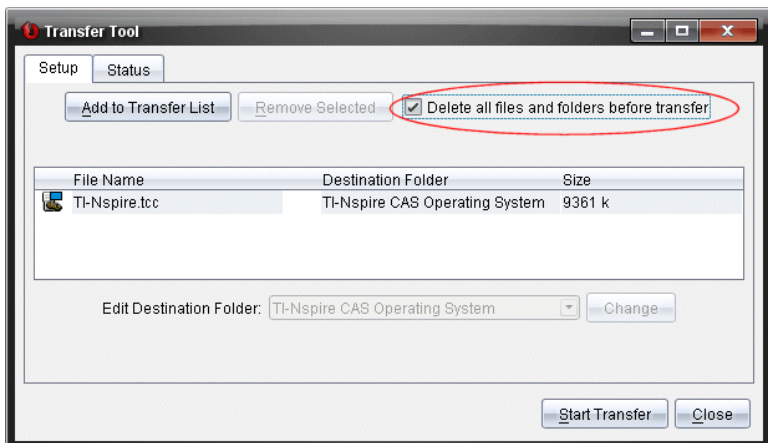 Transfer Tool
Setup Status
Add to Transfer List Remove Selected Delete all files and folders before transfer
File Name Destination Folder Size
TI-Nspire.tcc TI-Nspire CAS Operating System 9361 k
Edit Destination Folder: TI-Nspire CAS Operating System Change
Start Transfer Close